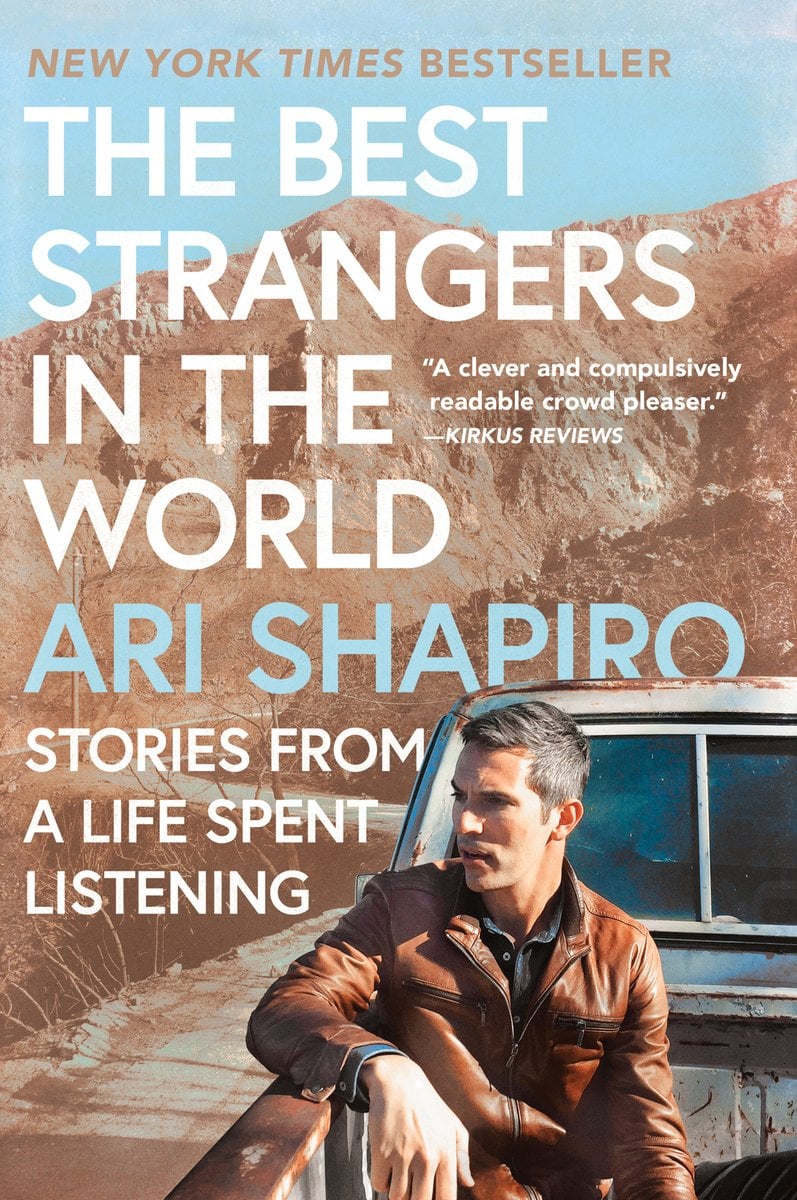 NEW YORK TIMES BESTSELLER
THE BEST
STRANGERS
IN THE
WORLD
“A clever and compulsively
readable crowd pleaser.”
—KIRKUS REVIEWS
ARI SHAPIRO
STORIES FROM
A LIFE SPENT
LISTENING